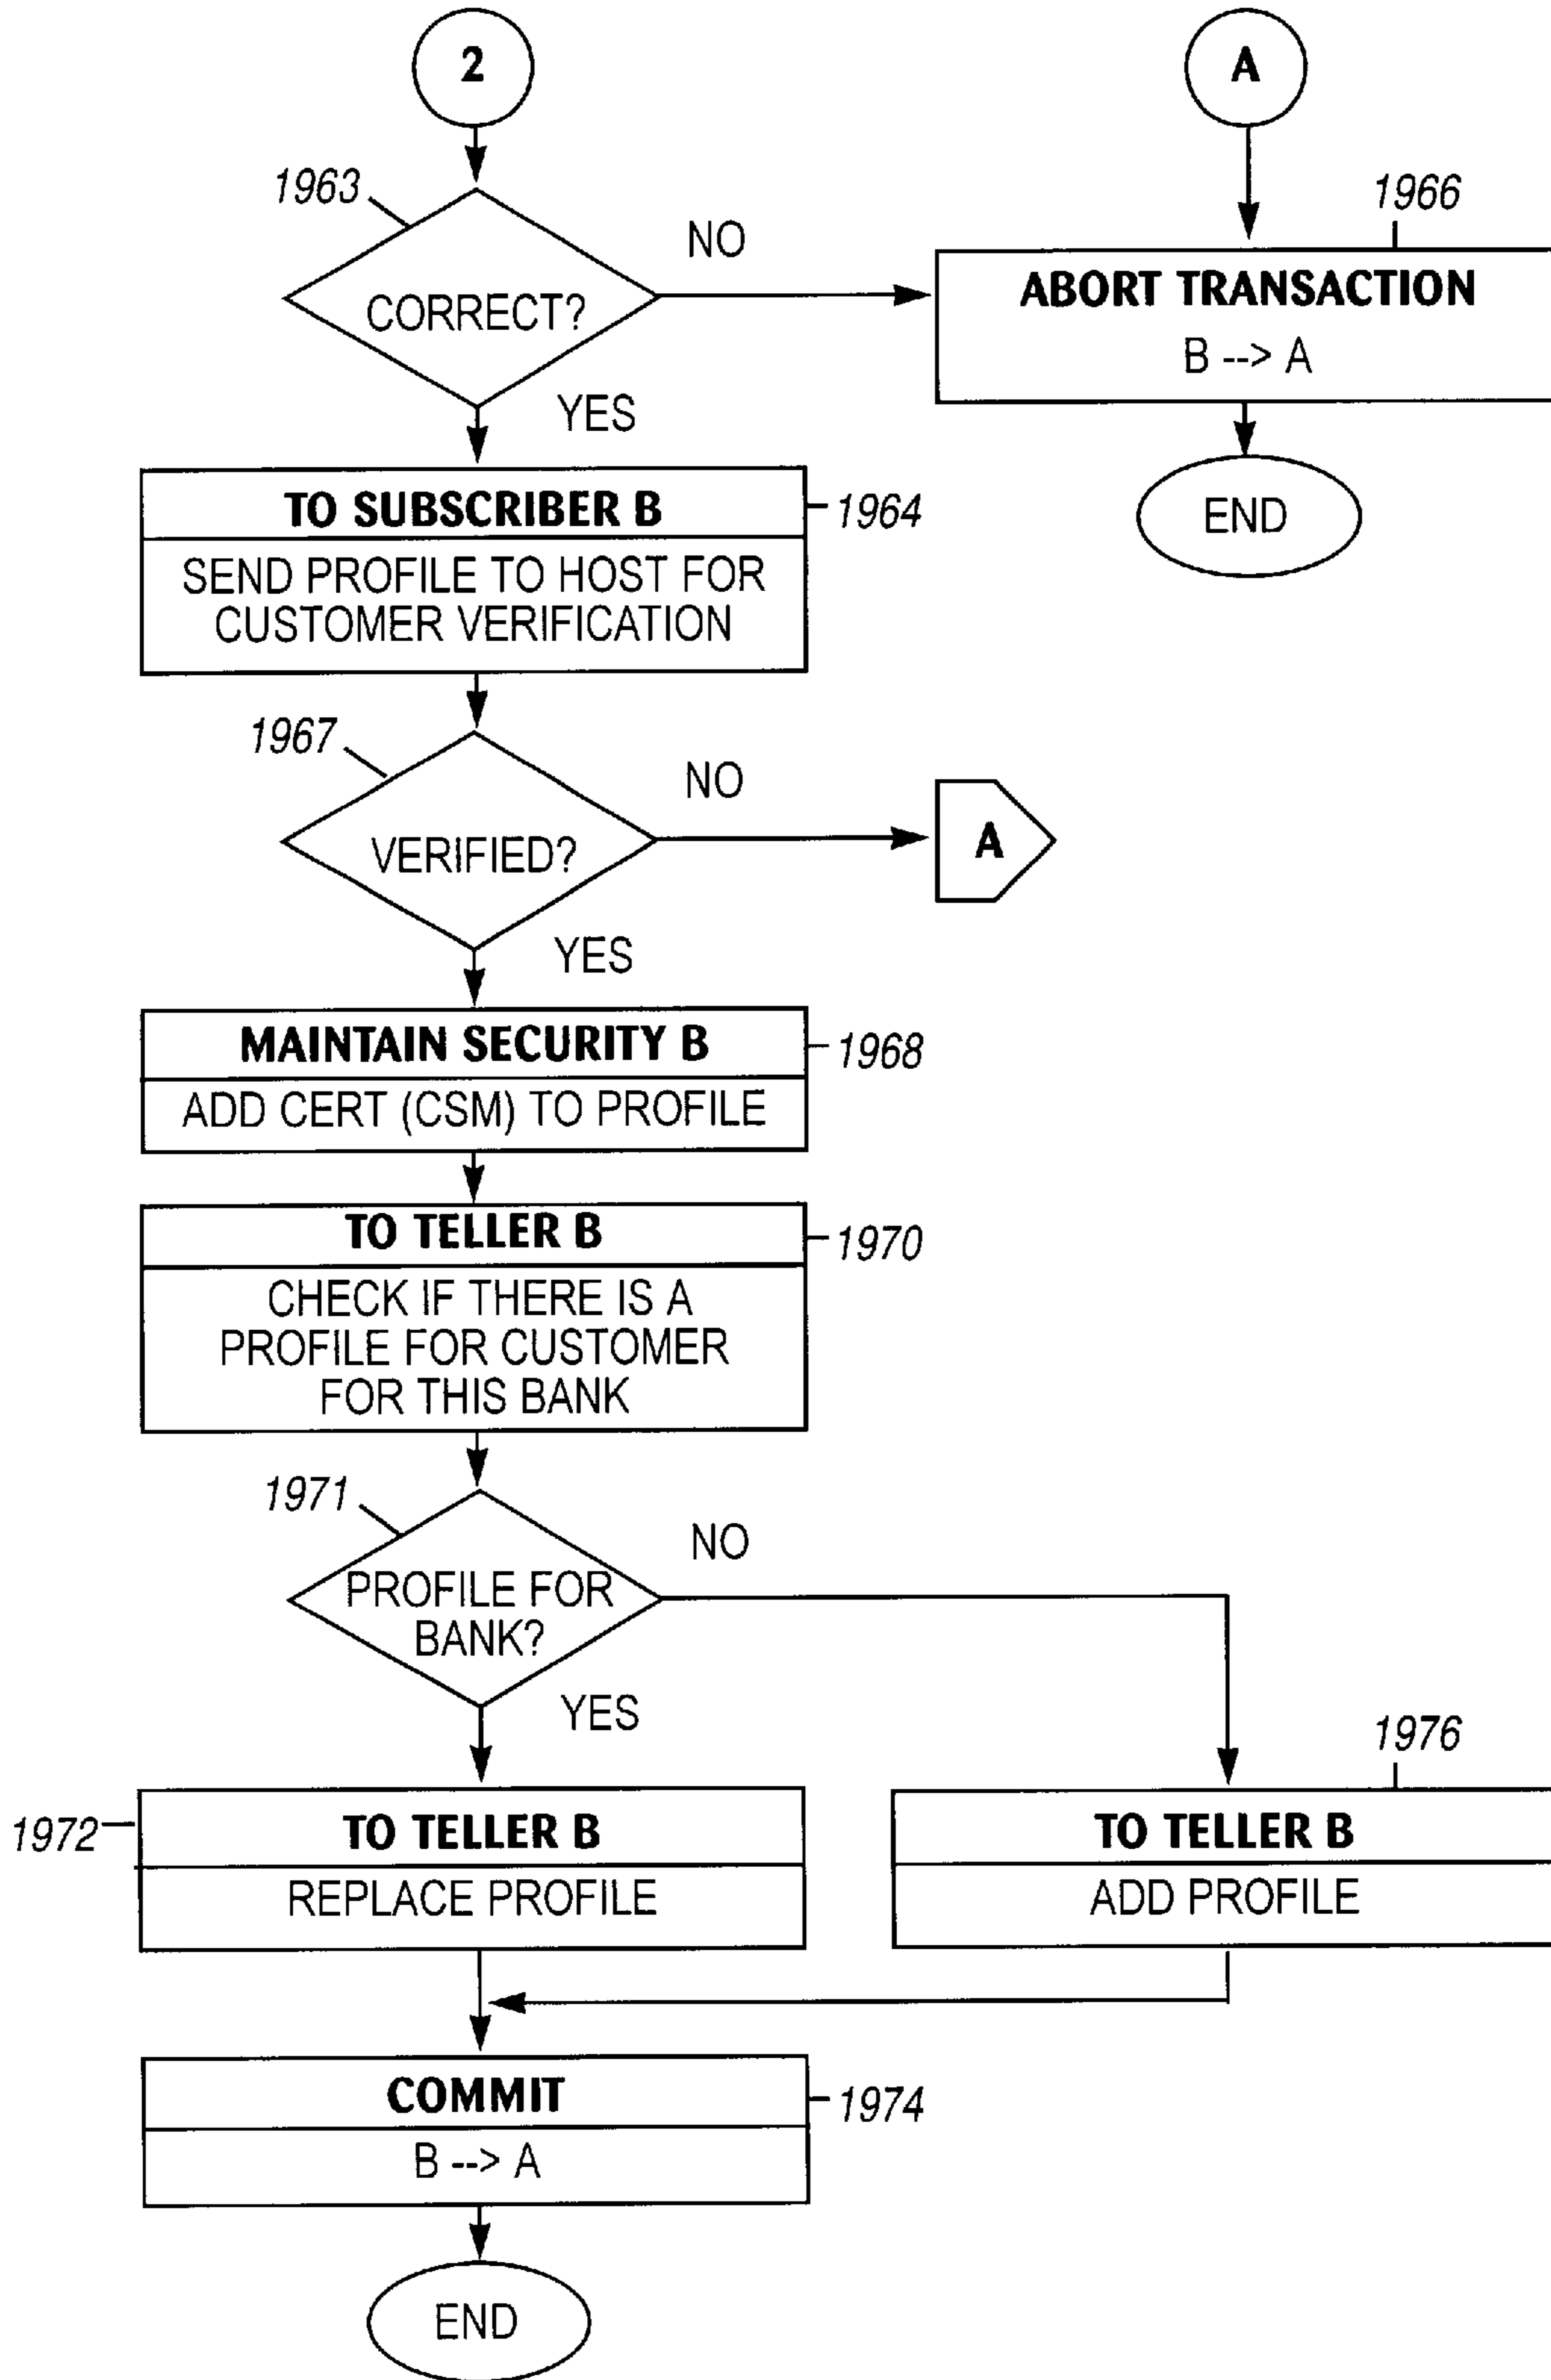 2
A
1963
NO
1966
CORRECT?
ABORT TRANSACTION
B --> A
YES
END
TO SUBSCRIBER B
1964
SEND PROFILE TO HOST FOR
CUSTOMER VERIFICATION
1967
NO
VERIFIED?
A
YES
MAINTAIN SECURITY B
1968
ADD CERT (CSM) TO PROFILE
TO TELLER B
1970
CHECK IF THERE IS A
PROFILE FOR CUSTOMER
FOR THIS BANK
1971
NO
PROFILE FOR
BANK?
YES
1976
1972
TO TELLER B
REPLACE PROFILE
TO TELLER B
ADD PROFILE
COMMIT
1974
B --> A
END